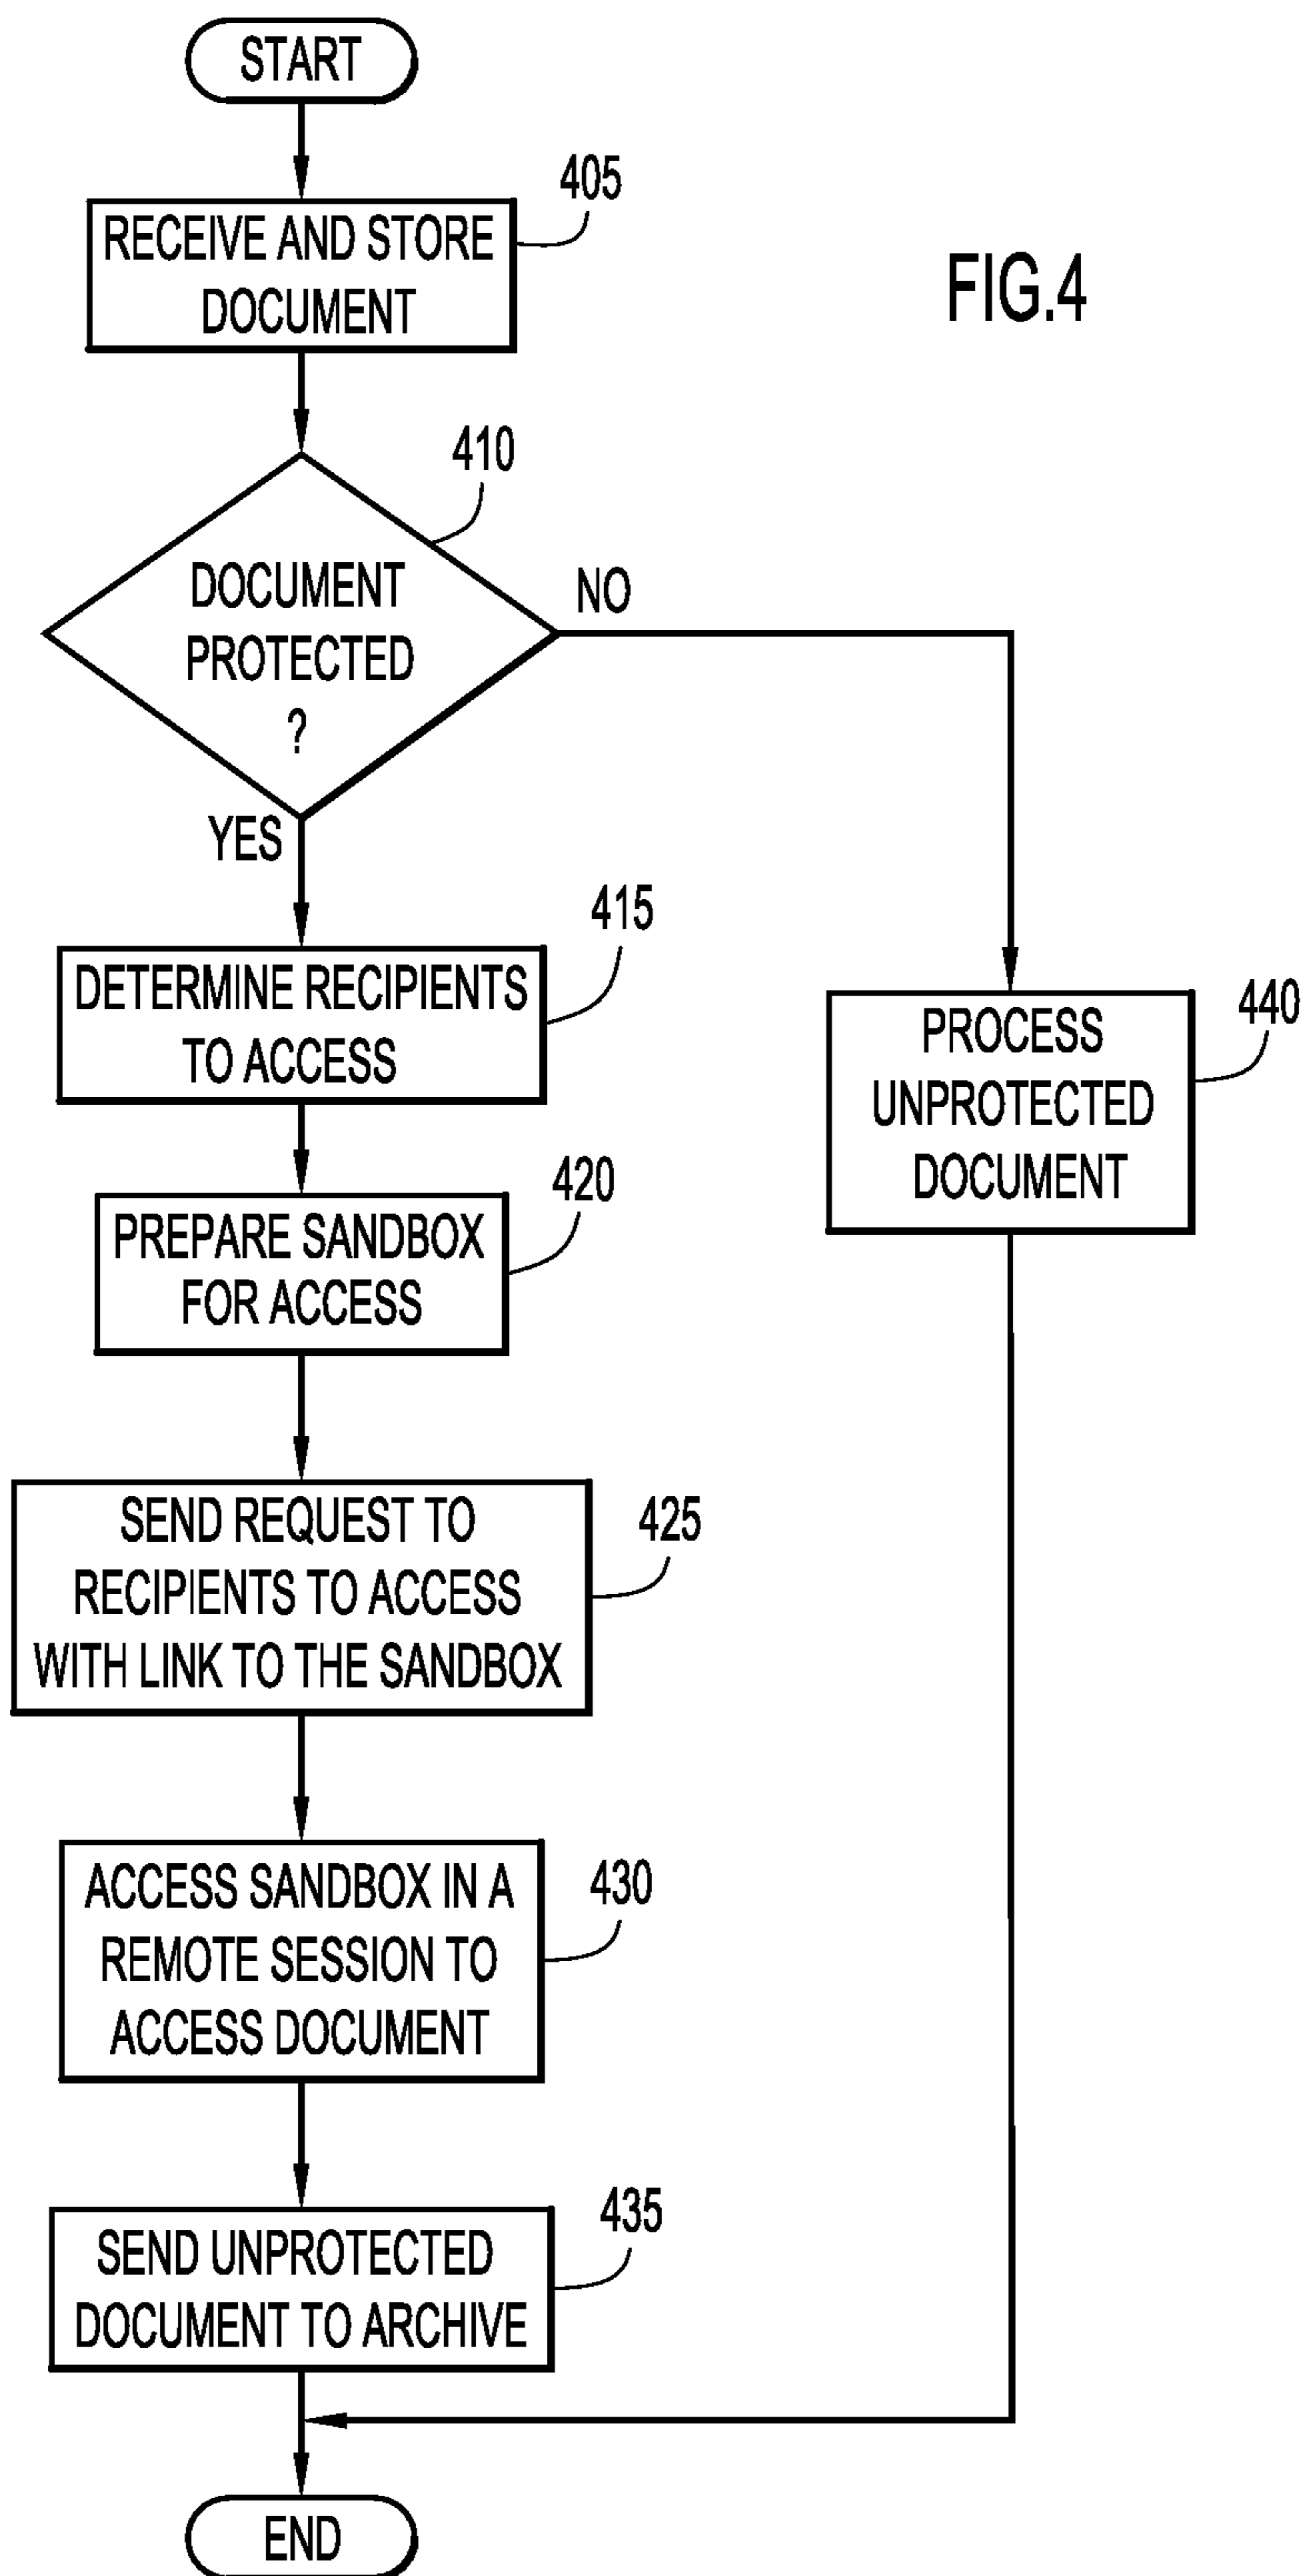 START
405
RECEIVE AND STORE
DOCUMENT
FIG.4
410
DOCUMENT
PROTECTED
?
NO
YES
415
DETERMINE RECIPIENTS
TO ACCESS
440
PROCESS
UNPROTECTED
DOCUMENT
420
PREPARE SANDBOX
FOR ACCESS
425
SEND REQUEST TO
RECIPIENTS TO ACCESS
WITH LINK TO THE SANDBOX
430
ACCESS SANDBOX IN A
REMOTE SESSION TO
ACCESS DOCUMENT
435
SEND UNPROTECTED
DOCUMENT TO ARCHIVE
END